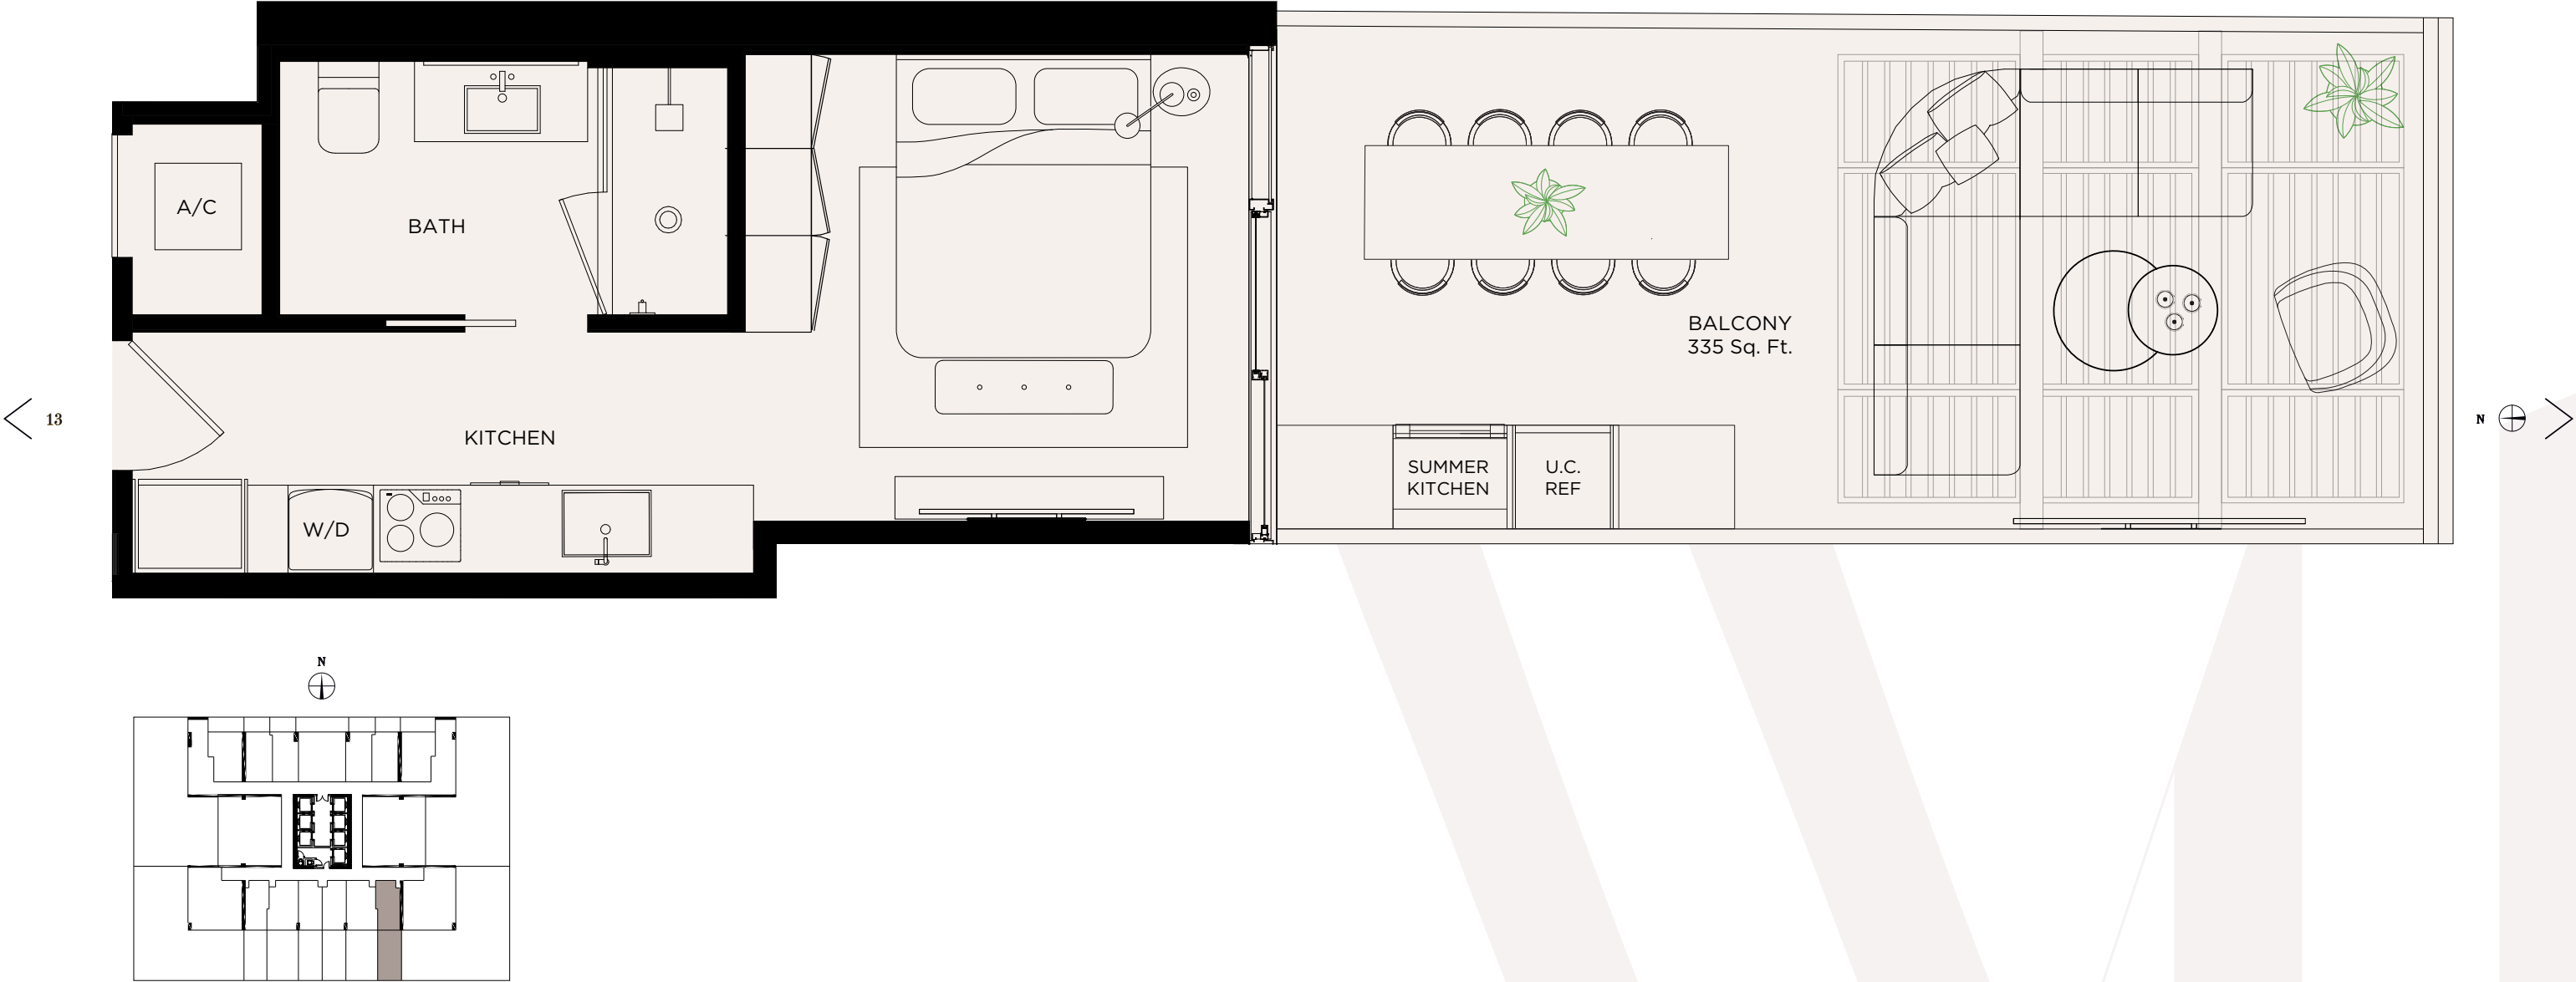 A/C
BATH
KITCHEN
W/D
BALCONY
335 Sq. Ft.
SUMMER
KITCHEN
U.C.
REF
13
N
N